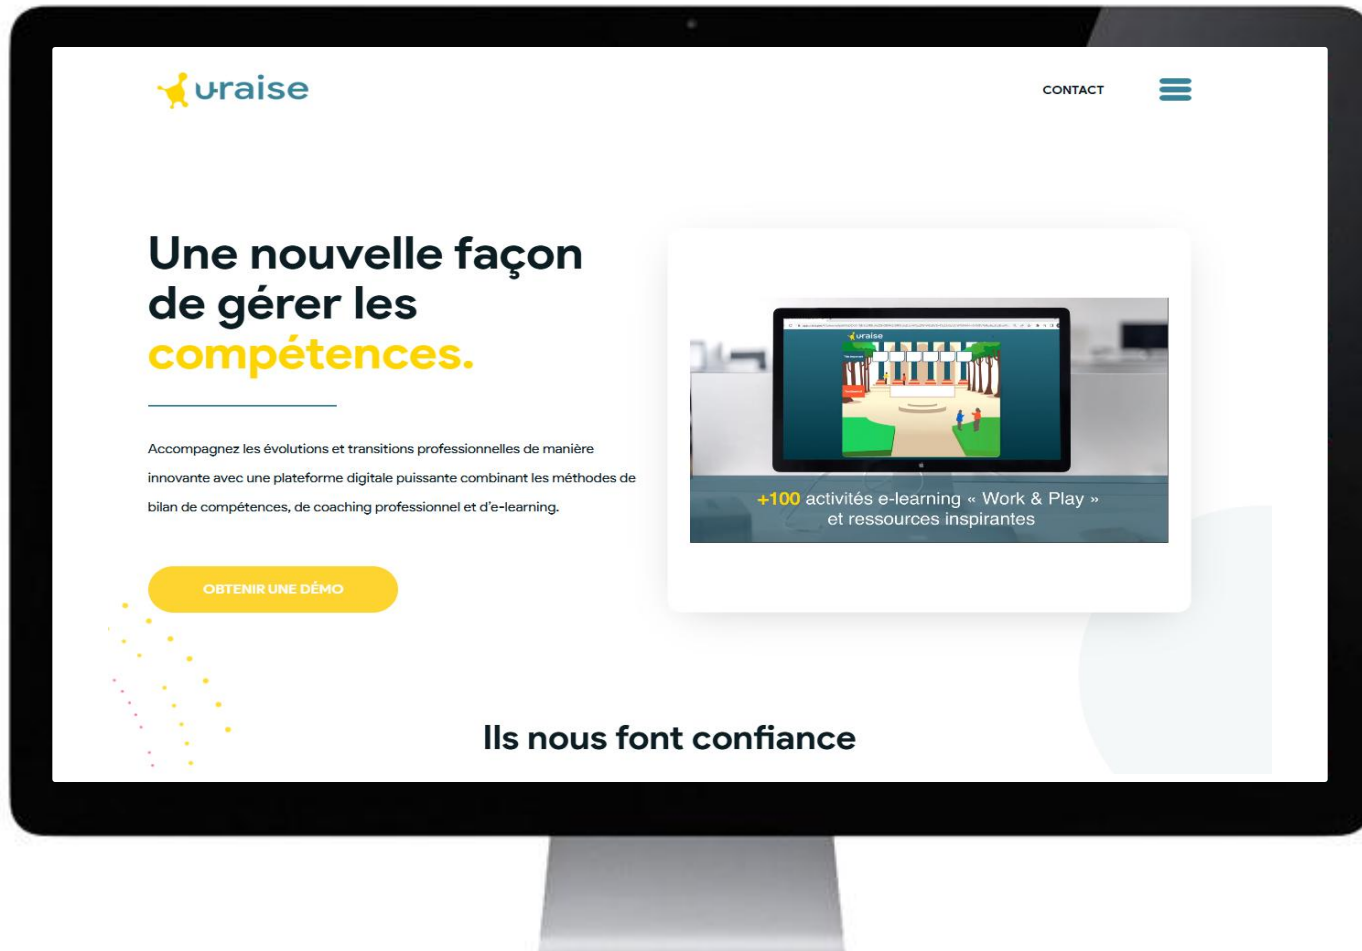 uraise
CONTACT
Une nouvelle façon
de gérer les
compétences.
Accompagnez les évolutions et transitions professionnelles de manière
innovante avec une plateforme digitale puissante combinant les méthodes de
bilan de compétences, de coaching professionnel et d'e-learning.
OBTENIR UNE DÉMO
uraise
+100 activités e-learning « Work & Play »
et ressources inspirantes
Ils nous font confiance